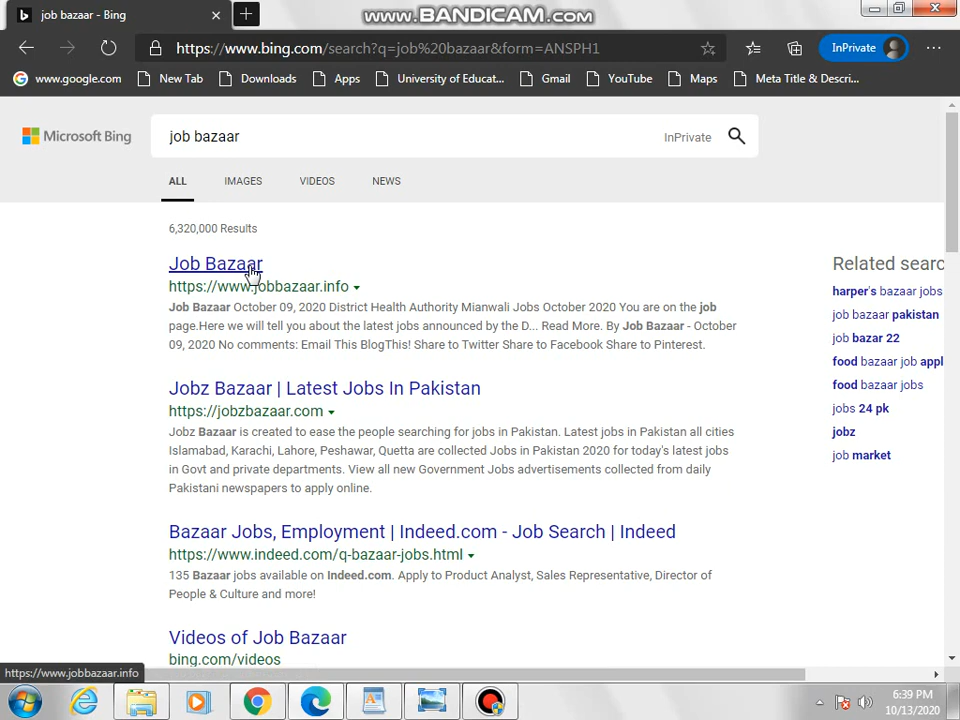 job bazaar - Bing
www.BANDICAM.com
https://www.bing.com/search?q=job%20bazaar&form=ANSPH1
InPrivate
www.google.com
New Tab
Downloads
Apps
University of Educat...
Gmail
YouTube
Maps
Meta Title & Descri...
Microsoft Bing
job bazaar
InPrivate
ALL
IMAGES
VIDEOS
NEWS
6,320,000 Results
Job Bazaar
https://www.jobbazaar.info
Job Bazaar October 09, 2020 District Health Authority Mianwali Jobs October 2020 You are on the job
page.Here we will tell you about the latest jobs announced by the D... Read More. By Job Bazaar - October
09, 2020 No comments: Email This BlogThis! Share to Twitter Share to Facebook Share to Pinterest.
Jobz Bazaar | Latest Jobs In Pakistan
https://jobzbazaar.com
Jobz Bazaar is created to ease the people searching for jobs in Pakistan. Latest jobs in Pakistan all cities
Islamabad, Karachi, Lahore, Peshawar, Quetta are collected Jobs in Pakistan 2020 for today's latest jobs
in Govt and private departments. View all new Government Jobs advertisements collected from daily
Pakistani newspapers to apply online.
Bazaar Jobs, Employment | Indeed.com - Job Search | Indeed
https://www.indeed.com/q-bazaar-jobs.html
135 Bazaar jobs available on Indeed.com. Apply to Product Analyst, Sales Representative, Director of
People & Culture and more!
Videos of Job Bazaar
bing.com/videos
Related searc
harper's bazaar jobs
job bazaar pakistan
job bazar 22
food bazaar job appl
food bazaar jobs
jobs 24 pk
jobz
job market
https://www.jobbazaar.info
6:39 PM
10/13/2020